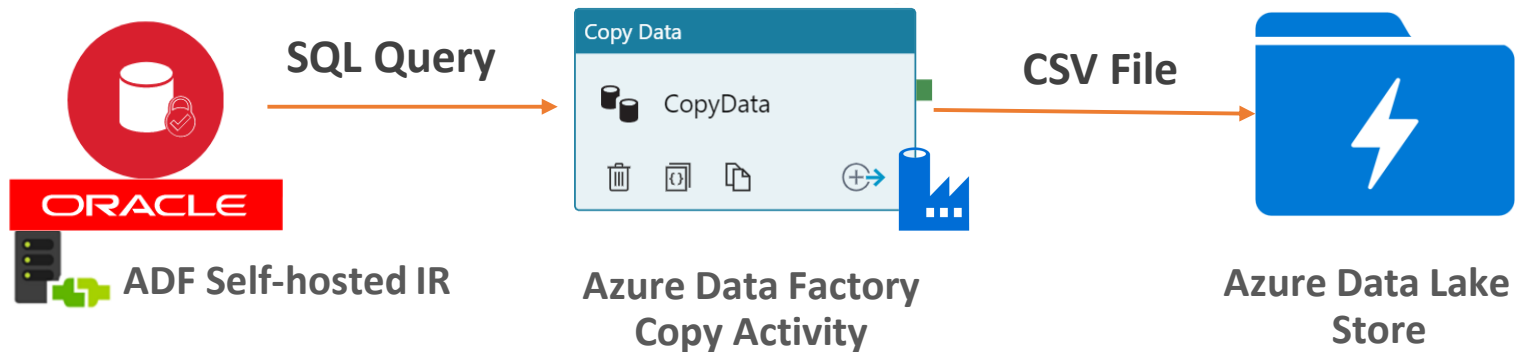 SQL Query
Copy Data
CopyData
CSV File
ORACLE
ADF Self-hosted IR
Azure Data Factory
Copy Activity
Azure Data Lake
Store